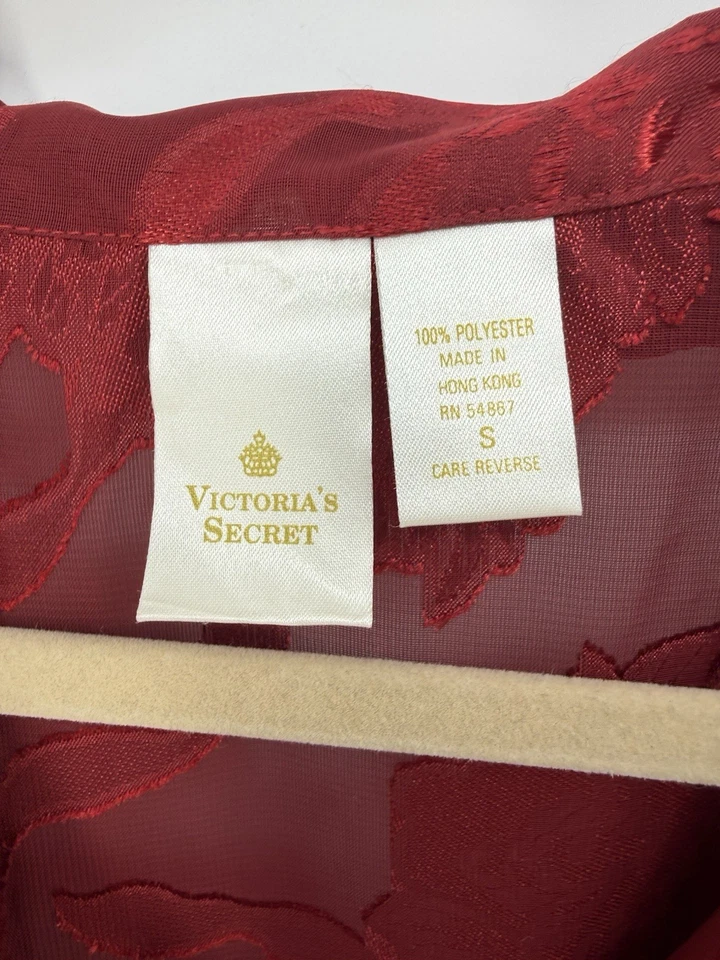 VICTORIA'S
SECRET
100% POLYESTER
MADE IN
HONG KONG
RN 54867
S
CARE REVERSE